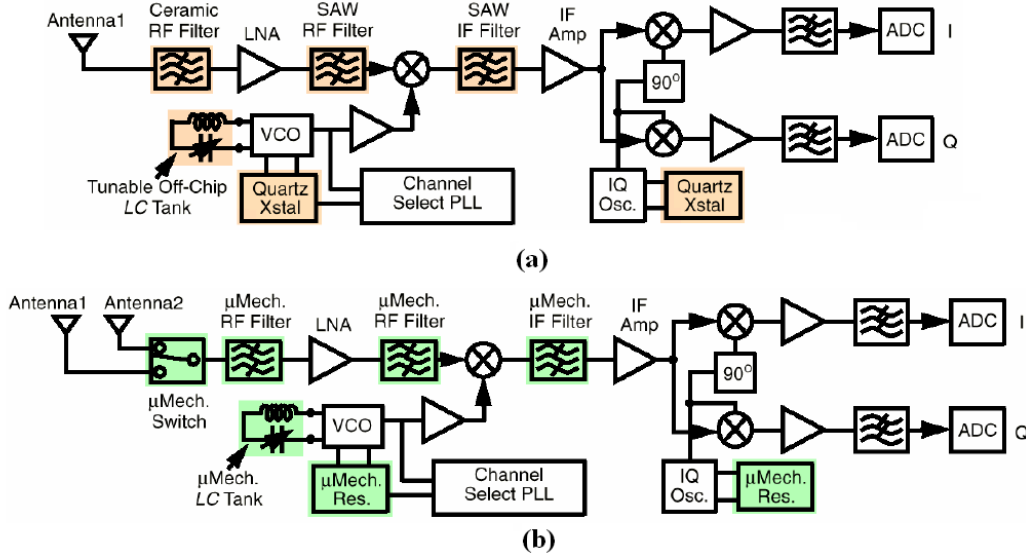 Antenna1
Ceramic
RF Filter
LNA
SAW
RF Filter
SAW
IF Filter
IF
Amp
90°
ADC
I
VCO
Tunable Off-Chip
LC Tank
Quartz
Xstal
Channel
Select PLL
IQ
Osc.
Quartz
Xstal
ADC
Q
(a)
Antenna1
Antenna2
μMech.
RF Filter
LNA
μMech.
RF Filter
μMech.
IF Filter
IF
Amp
90°
ADC
I
μMech.
Switch
VCO
μMech.
LC Tank
μMech.
Res.
Channel
Select PLL
IQ
Osc.
μMech.
Res.
ADC
Q
(b)